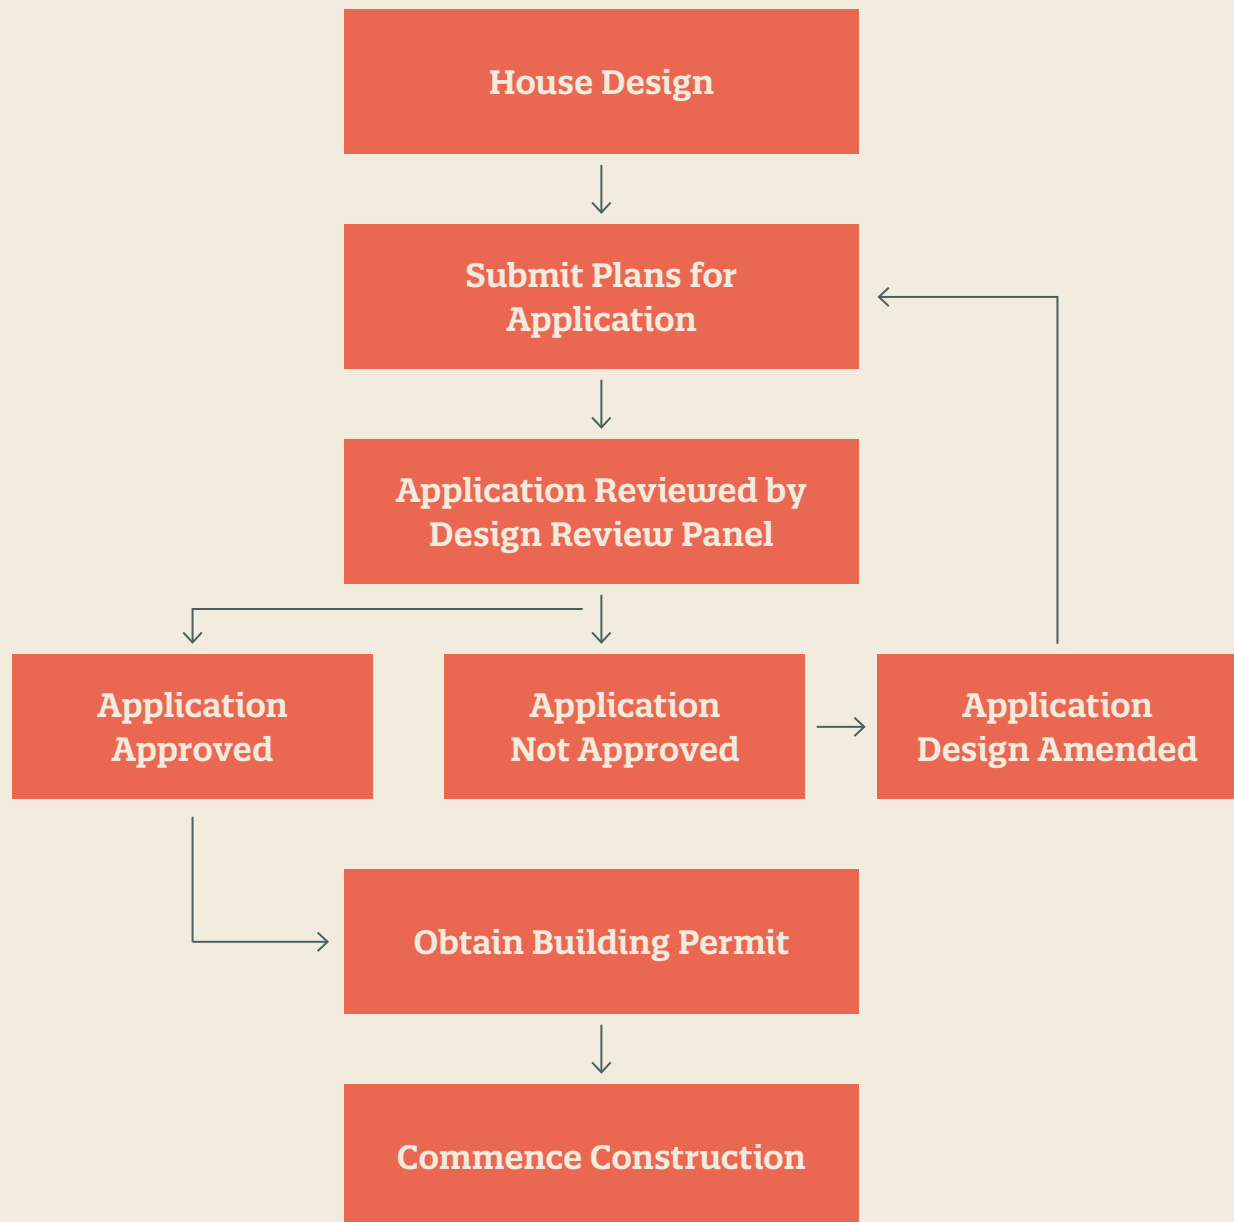 House Design
Submit Plans for
Application
Application Reviewed by
Design Review Panel
Application
Approved
Application
Not Approved
Application
Design Amended
Obtain Building Permit
Commence Construction